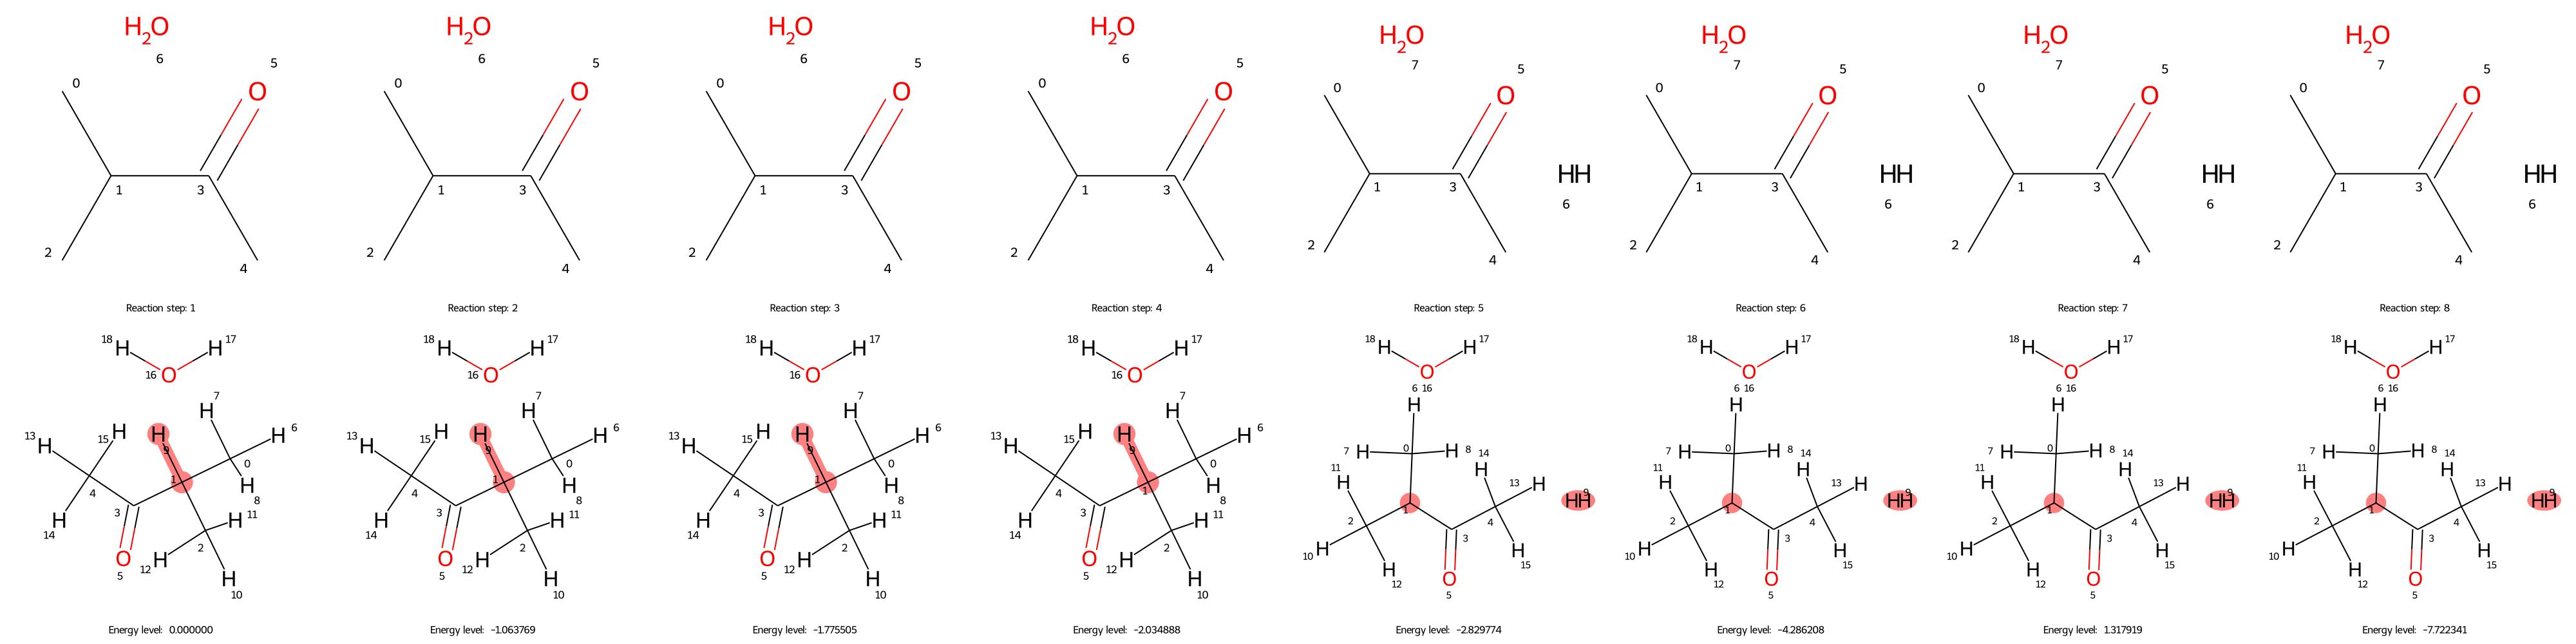 H2O H2O H2O H2O H2O H2O H2O H2O
6 5 6 5 6 5 6 5 7 5 7 5 7 5 7 5
0 O 0 O 0 O 0 O 0 O 0 O 0 O 0 O
1 3 1 3 1 3 1 3 1 3 HH 1 3 HH 1 3 HH 1 3 HH
6 6 6 6
2 4 2 4 2 4 2 4 2 4 2 4 2 4 2 4
Reaction step: 1 Reaction step: 2 Reaction step: 3 Reaction step: 4 Reaction step: 5 Reaction step: 6 Reaction step: 7 Reaction step: 8
18 H H 17 18 H H 17 18 H H 17 18 H H 17 18 H H 17 18 H H 17 18 H H 17 18 H H 17
16 O 16 O 16 O 16 O O O O O
7 7 7 7 6 16 6 16 6 16 6 16
H H H H H H H H
13 15 H H H 6 13 15 H H H 6 13 15 H H H 6 13 15 H H H 6
H 9 H 9 H 9 H 9 7 H 0 H 8 14 7 H 0 H 8 14 7 H 0 H 8 14 7 H 0 H 8 14
4 1 0 H 4 1 0 H 4 1 0 H 4 1 0 H 11 H H 13 H 11 H H 13 H 11 H H 13 H 11 H H 13 H
8 8 8 8 1 4 HH 9 1 4 HH 9 1 4 HH 9 1 4 HH 9
14 H 3 H 11 14 H 3 H 11 14 H 3 H 11 14 H 3 H 11 2 3 2 3 2 3 2 3
O 12 H 2 O 12 H 2 O 12 H 2 O 12 H 2 10 H H H 15 10 H H H 15 10 H H H 15 10 H H H 15
5 H 5 H 5 H 5 H 12 O 12 O 12 O 12 O
10 10 10 10 5 5 5 5
Energy level: 0.000000 Energy level: -1.063769 Energy level: -1.775505 Energy level: -2.034888 Energy level: -2.829774 Energy level: -4.286208 Energy level: 1.317919 Energy level: -7.722341